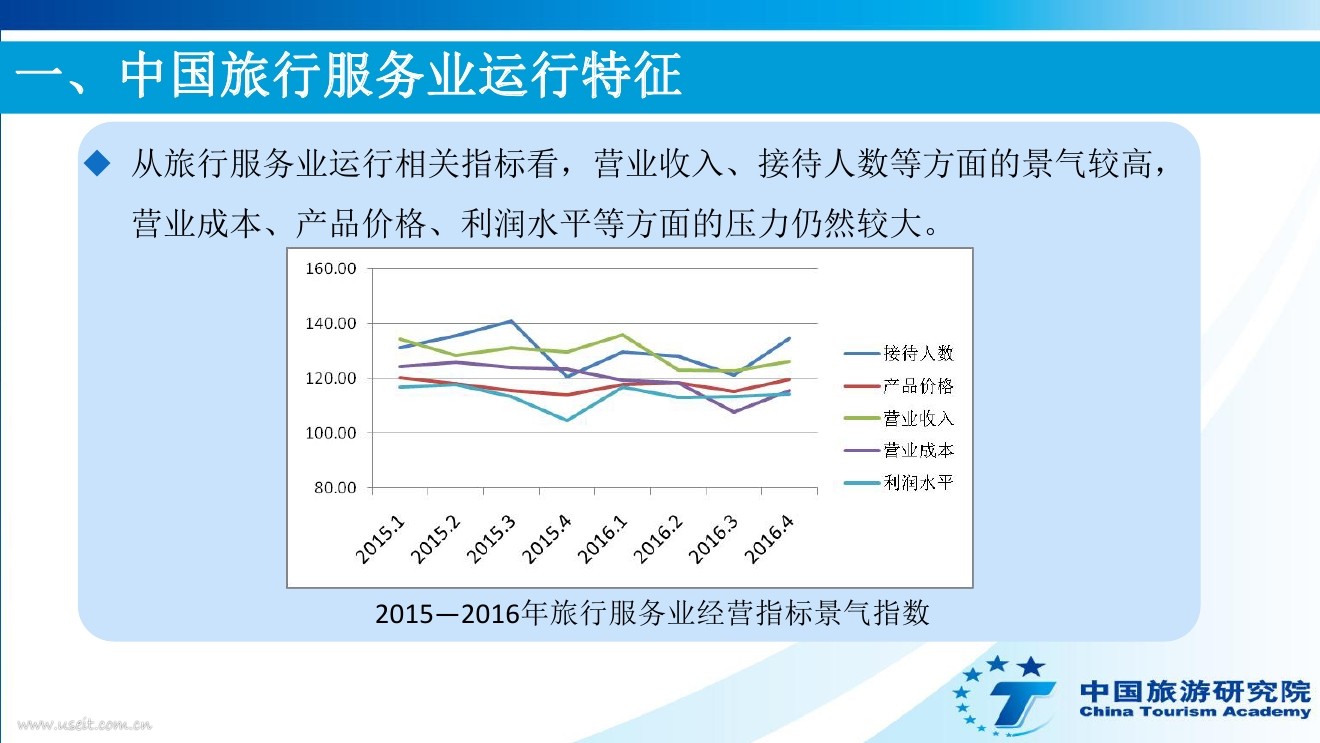 一、中国旅行服务业运行特征
◆ 从旅行服务业运行相关指标看，营业收入、接待人数等方面的景气较高，
营业成本、产品价格、利润水平等方面的压力仍然较大。
160.00
140.00
120.00
100.00
80.00
2015.1
2015.2
2015.3
2015.4
2016.1
2016.2
2016.3
2016.4
接待人数
产品价格
营业收入
营业成本
利润水平
2015—2016年旅行服务业经营指标景气指数
中国旅游研究院
China Tourism Academy
www.useit.com.cn